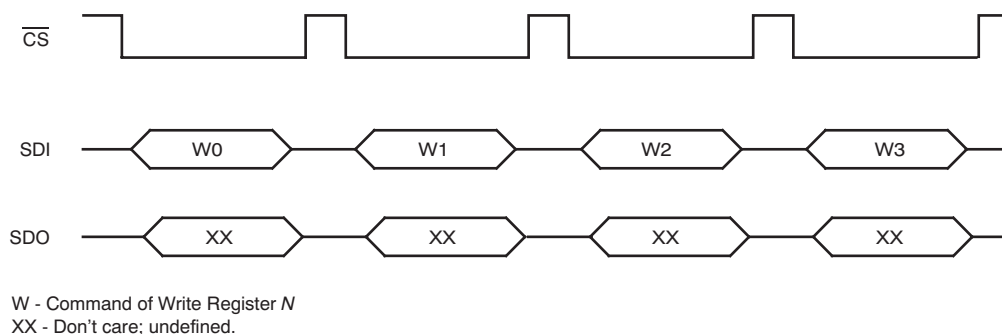 CS
SDI W0 W1 W2 W3
SDO XX XX XX XX
W - Command of Write Register N
XX - Don't care; undefined.